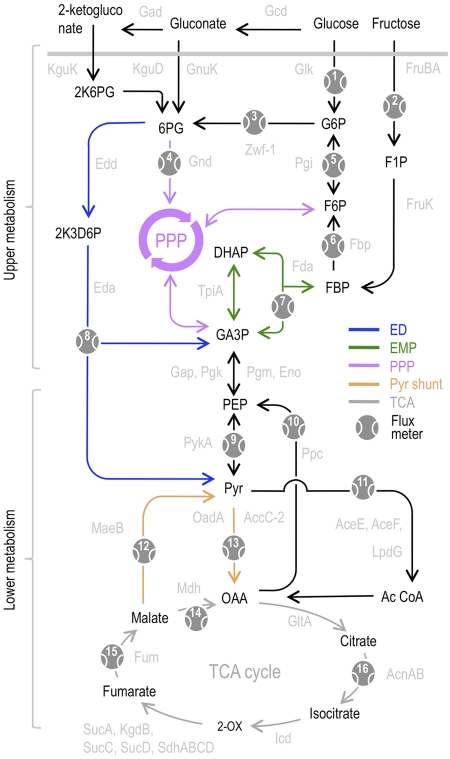 2-ketogluco
nate
Gad
Gluconate
Gcd
Glucose
Fructose
KguK
KguD
GnuK
Glk
1
FruBA
2K6PG
2
6PG
3
G6P
Zwf-1
Edd
4
Gnd
Pgi
5
F1P
F6P
FruK
2K3D6P
PPP
6
Fbp
DHAP
Fda
FBP
Eda
TpiA
7
8
GA3P
ED
EMP
PPP
Pyr shunt
TCA
Flux
meter
Gap, Pgk
Pgm, Eno
PEP
10
PykA
9
Ppc
Pyr
11
MaeB
OadA
AccC-2
AceE, AceF,
LpdG
12
13
Mdh
OAA
Ac CoA
Malate
14
GltA
Citrate
15
Fum
TCA cycle
16
AcnAB
Fumarate
Isocitrate
2-OX
Icd
SucA, KgdB,
SucC, SucD, SdhABCD
Upper metabolism
Lower metabolism